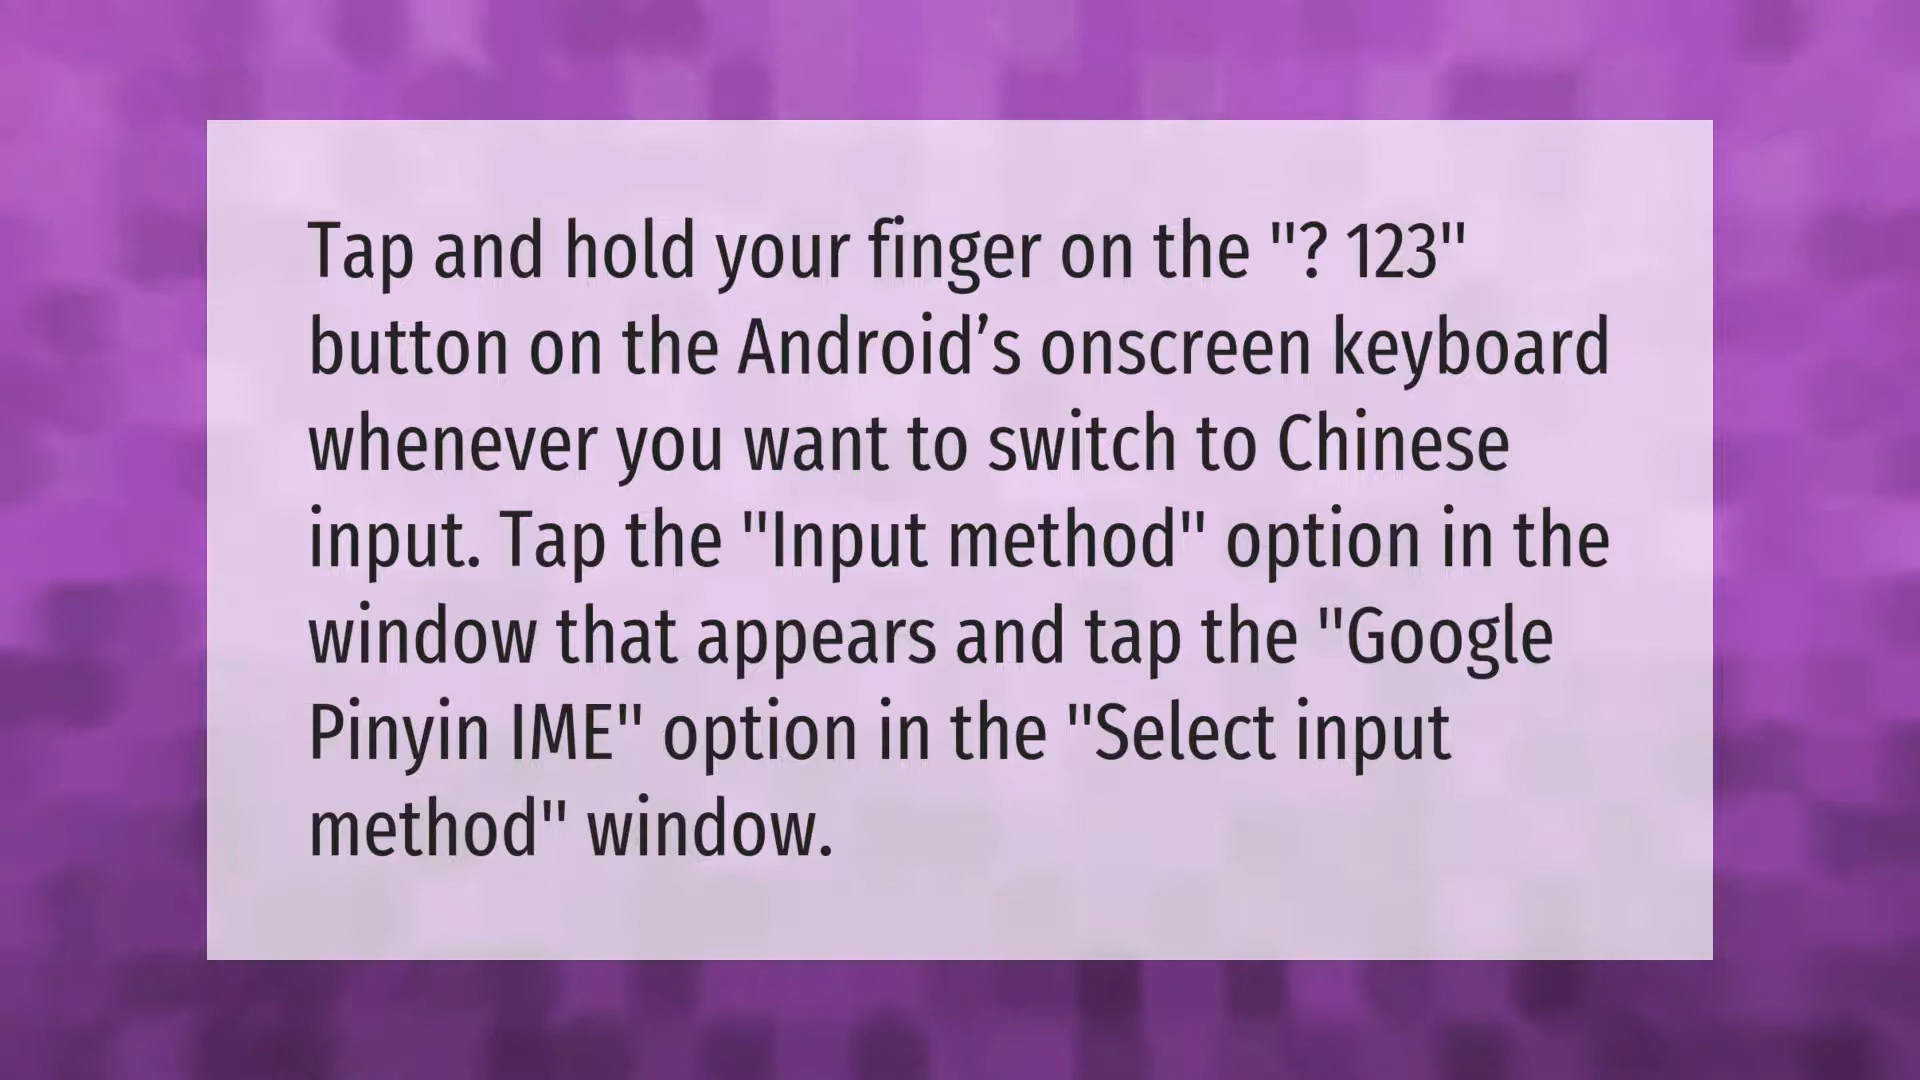 Tap and hold your finger on the "? 123"
button on the Android’s onscreen keyboard
whenever you want to switch to Chinese
input. Tap the "Input method" option in the
window that appears and tap the "Google
Pinyin IME" option in the "Select input
method" window.